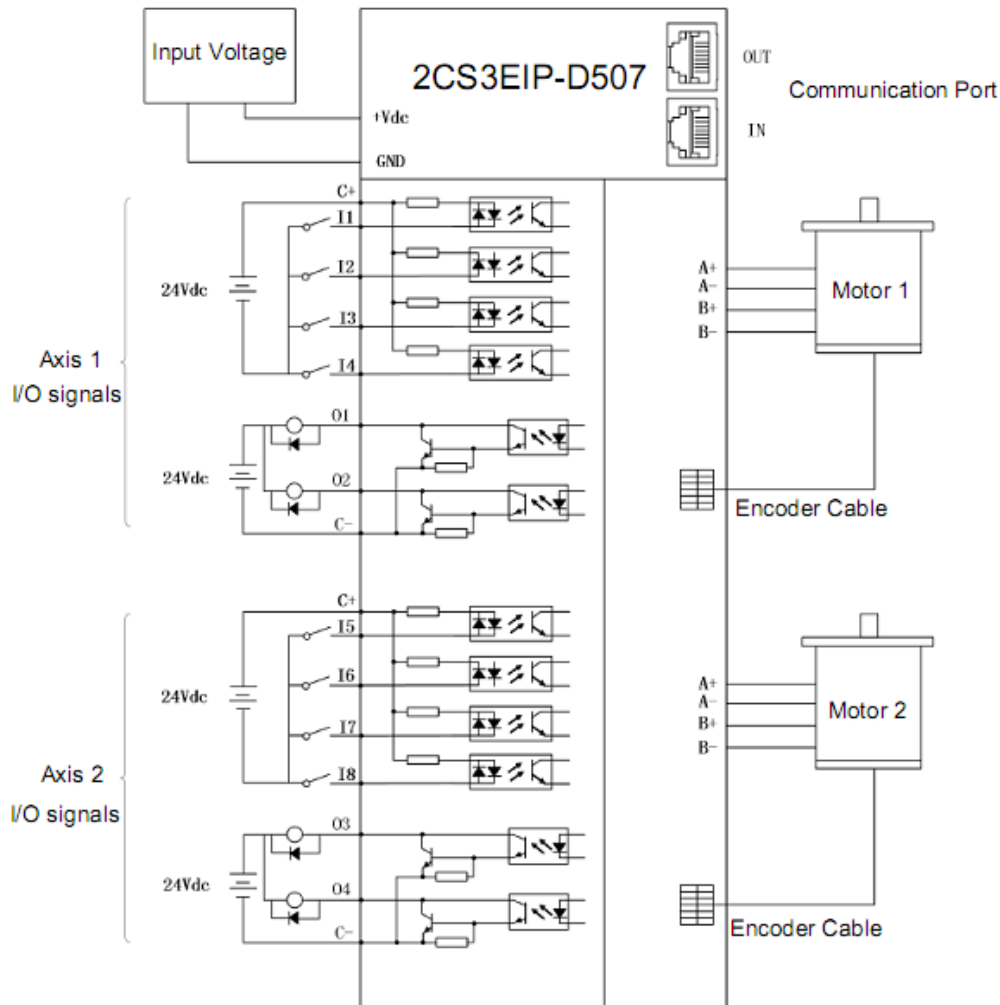 Input Voltage
2CS3EIP-D507
OUT
Communication Port
IN
+Vdc
GND
C+
I1
I2
24Vdc
I3
I4
Axis 1
I/O signals
O1
24Vdc
O2
C-
A+
A-
B+
B-
Motor 1
Encoder Cable
C+
I5
I6
24Vdc
I7
I8
Axis 2
I/O signals
O3
24Vdc
O4
C-
A+
A-
B+
B-
Motor 2
Encoder Cable